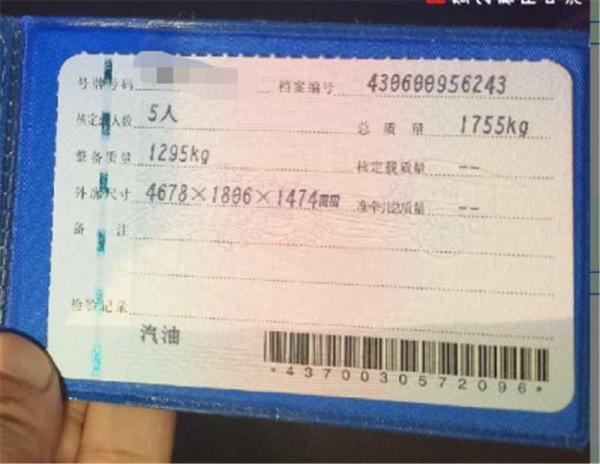 号牌号码 档案编号 430600956243
核定载人数 5人 总质量 1755kg
整备质量 1295kg 核定载质量 --
外廓尺寸 4678×1806×1474mm 准牵引总质量 --
备注
检验记录
汽油
*4370030572096*